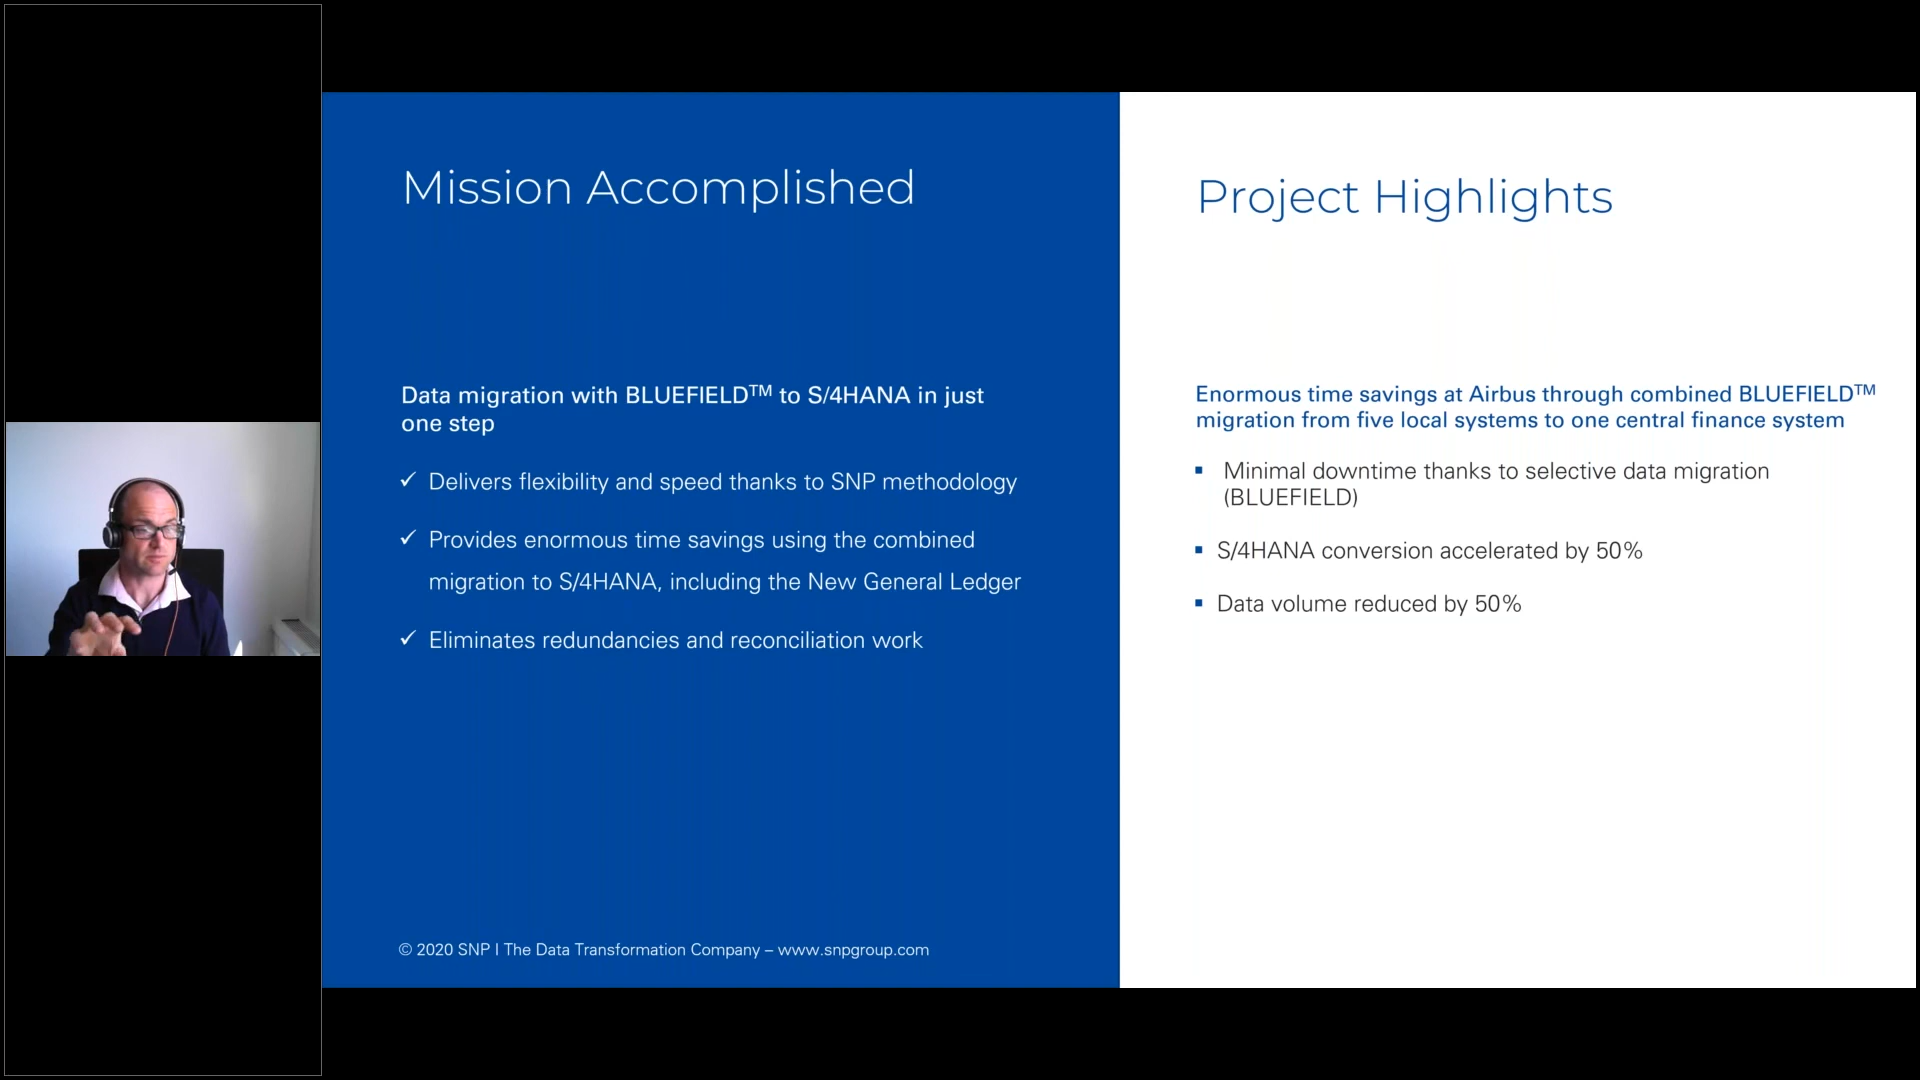 Mission Accomplished
Data migration with BLUEFIELD™ to S/4HANA in just
one step
✓ Delivers flexibility and speed thanks to SNP methodology
✓ Provides enormous time savings using the combined
migration to S/4HANA, including the New General Ledger
✓ Eliminates redundancies and reconciliation work
© 2020 SNP I The Data Transformation Company – www.snpgroup.com
Project Highlights
Enormous time savings at Airbus through combined BLUEFIELD™
migration from five local systems to one central finance system
▪ Minimal downtime thanks to selective data migration
(BLUEFIELD)
▪ S/4HANA conversion accelerated by 50%
▪ Data volume reduced by 50%